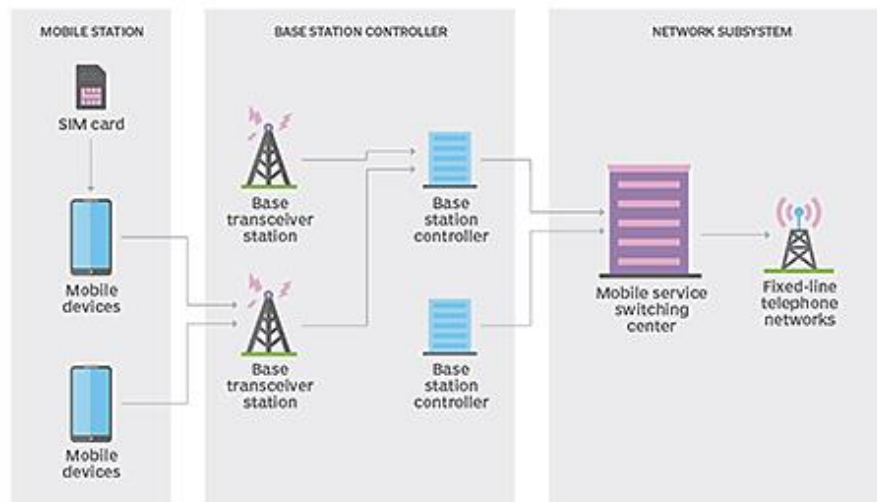 MOBILE STATION
SIM card
Mobile
devices
Mobile
devices
BASE STATION CONTROLLER
Base
transceiver
station
Base
station
controller
Base
transceiver
station
Base
station
controller
NETWORK SUBSYSTEM
Mobile service
switching
center
Fixed-line
telephone
networks